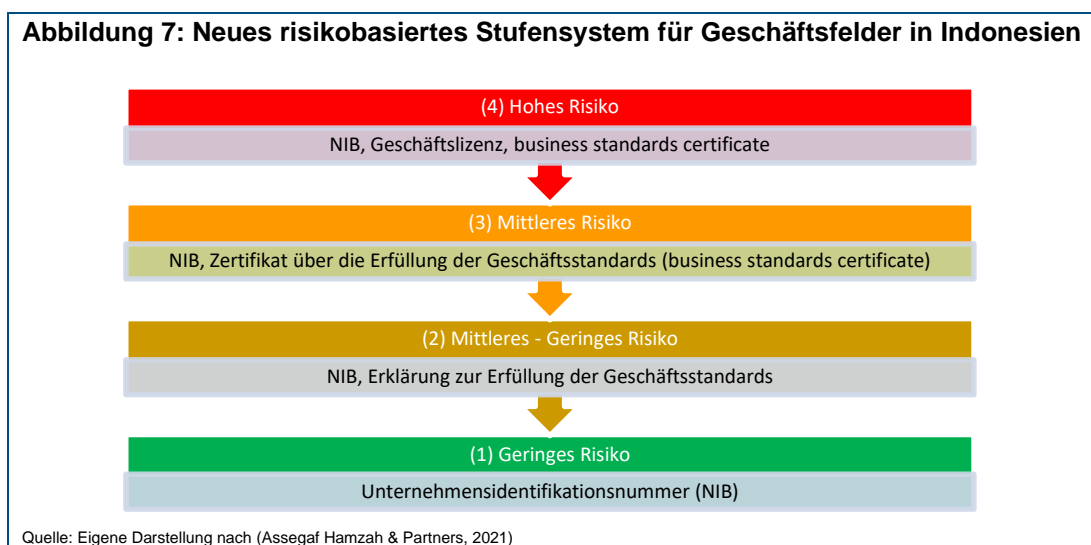 Abbildung 7: Neues risikobasiertes Stufensystem für Geschäftsfelder in Indonesien
(4) Hohes Risiko
NIB, Geschäftslizenz, business standards certificate
(3) Mittleres Risiko
NIB, Zertifikat über die Erfüllung der Geschäftsstandards (business standards certificate)
(2) Mittleres - Geringes Risiko
NIB, Erklärung zur Erfüllung der Geschäftsstandards
(1) Geringes Risiko
Unternehmensidentifikationsnummer (NIB)
Quelle: Eigene Darstellung nach (Assegaf Hamzah & Partners, 2021)